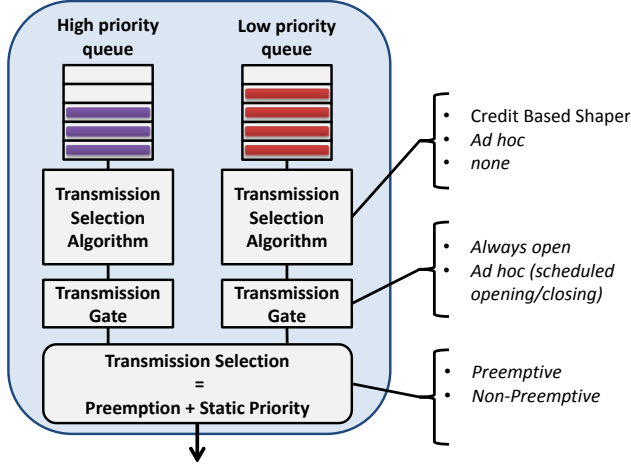 High priority
queue
Low priority
queue
Transmission
Selection
Algorithm
Transmission
Selection
Algorithm
• Credit Based Shaper
• Ad hoc
• none
Transmission
Gate
Transmission
Gate
• Always open
• Ad hoc (scheduled
opening/closing)
Transmission Selection
=
Preemption + Static Priority
• Preemptive
• Non-Preemptive